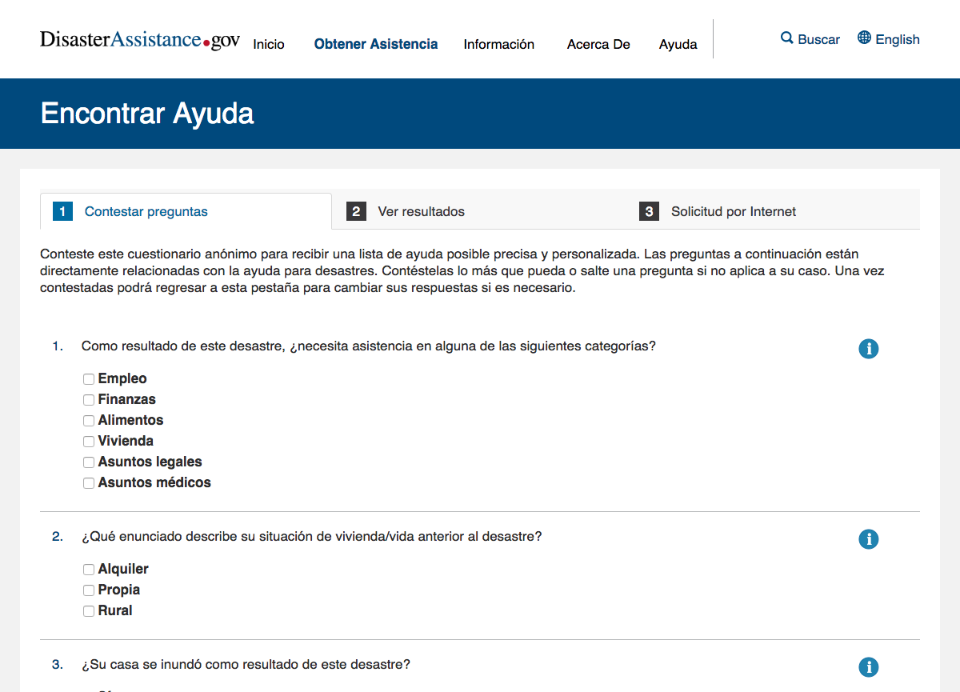 DisasterAssistance.gov Inicio Obtener Asistencia Información Acerca De Ayuda Buscar English
Encontrar Ayuda
1 Contestar preguntas 2 Ver resultados 3 Solicitud por Internet
Conteste este cuestionario anónimo para recibir una lista de ayuda posible precisa y personalizada. Las preguntas a continuación están
directamente relacionadas con la ayuda para desastres. Contéstelas lo más que pueda o salte una pregunta si no aplica a su caso. Una vez
contestadas podrá regresar a esta pestaña para cambiar sus respuestas si es necesario.
1. Como resultado de este desastre, ¿necesita asistencia en alguna de las siguientes categorías?
Empleo
Finanzas
Alimentos
Vivienda
Asuntos legales
Asuntos médicos
2. ¿Qué enunciado describe su situación de vivienda/vida anterior al desastre?
Alquiler
Propia
Rural
3. ¿Su casa se inundó como resultado de este desastre?